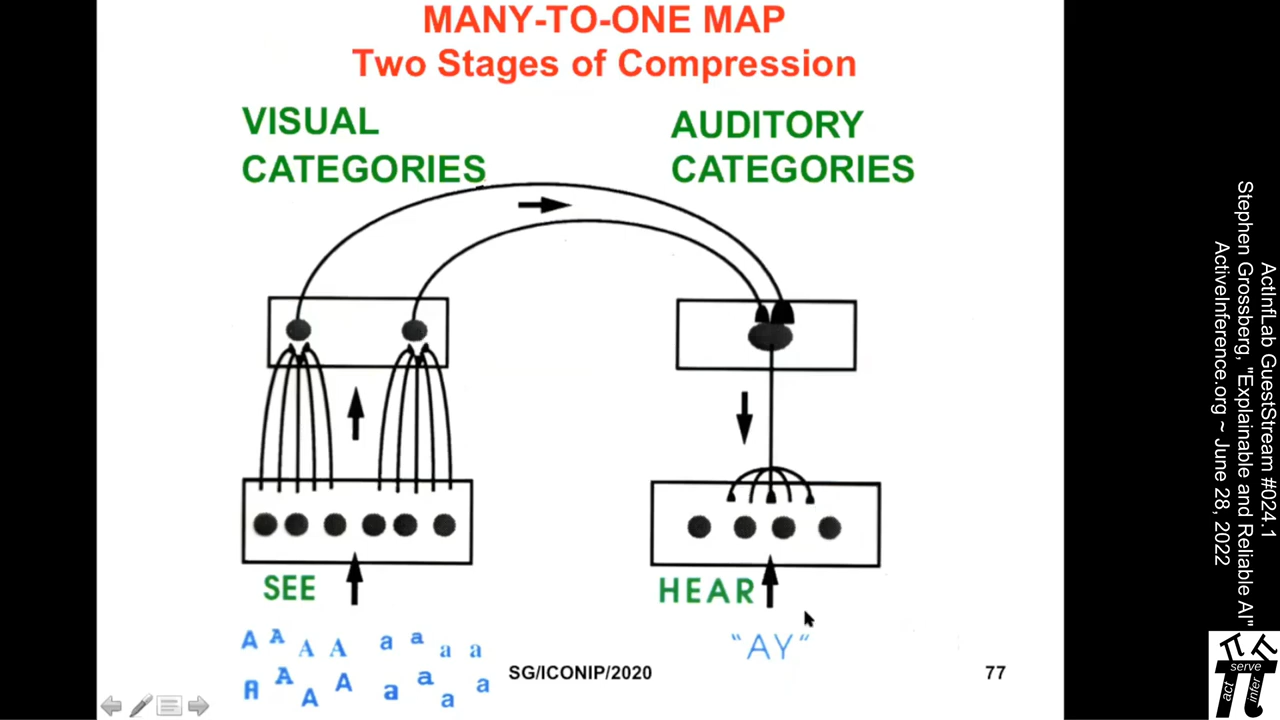 MANY-TO-ONE MAP
Two Stages of Compression
VISUAL
CATEGORIES
AUDITORY
CATEGORIES
SEE
HEAR
A A A A a a a a
A A A A a a a a
"AY"
SG/ICONIP/2020
77
ActInfLab GuestStream #024.1
Stephen Grossberg, "Explainable and Reliable AI"
ActiveInference.org ~ June 28, 2022
serve
infer
act